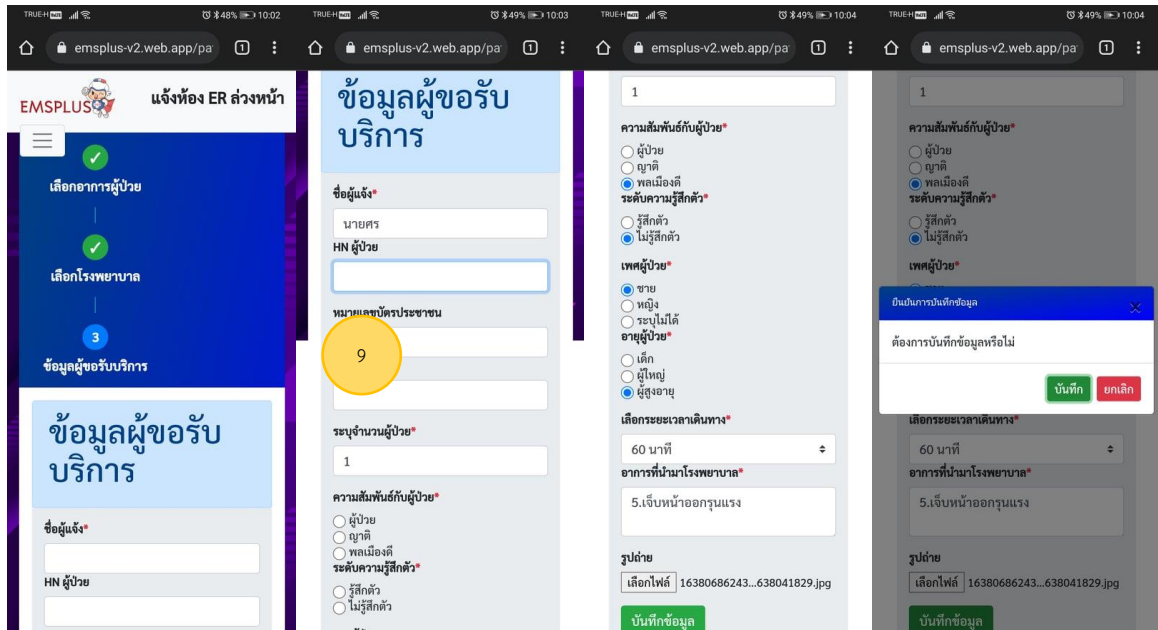 TRUE-H 48% 10:02
emsplus-v2.web.app/pa 1
EMSPLUS แจ้งห้อง ER ล่วงหน้า
เลือกอาการผู้ป่วย
เลือกโรงพยาบาล
3
ข้อมูลผู้ขอรับบริการ
ข้อมูลผู้ขอรับ
บริการ
ชื่อผู้แจ้ง*
HN ผู้ป่วย
TRUE-H 49% 10:03
emsplus-v2.web.app/pa 1
ข้อมูลผู้ขอรับ
บริการ
ชื่อผู้แจ้ง*
นายศร
HN ผู้ป่วย
หมายเลขบัตรประชาชน
9
ระบุจำนวนผู้ป่วย*
1
ความสัมพันธ์กับผู้ป่วย*
ผู้ป่วย
ญาติ
พลเมืองดี
ระดับความรู้สึกตัว*
รู้สึกตัว
ไม่รู้สึกตัว
TRUE-H 49% 10:04
emsplus-v2.web.app/pa 1
1
ความสัมพันธ์กับผู้ป่วย*
ผู้ป่วย
ญาติ
พลเมืองดี
ระดับความรู้สึกตัว*
รู้สึกตัว
ไม่รู้สึกตัว
เพศผู้ป่วย*
ชาย
หญิง
ระบุไม่ได้
อายุผู้ป่วย*
เด็ก
ผู้ใหญ่
ผู้สูงอายุ
เลือกระยะเวลาเดินทาง*
60 นาที
อาการที่นำมาโรงพยาบาล*
5.เจ็บหน้าออกรุนแรง
รูปถ่าย
เลือกไฟล์ 16380686243...638041829.jpg
บันทึกข้อมูล
TRUE-H 49% 10:04
emsplus-v2.web.app/pa 1
1
ความสัมพันธ์กับผู้ป่วย*
ผู้ป่วย
ญาติ
พลเมืองดี
ระดับความรู้สึกตัว*
รู้สึกตัว
ไม่รู้สึกตัว
เพศผู้ป่วย*
ยืนยันการบันทึกข้อมูล
ต้องการบันทึกข้อมูลหรือไม่
บันทึก ยกเลิก
เลือกระยะเวลาเดินทาง*
60 นาที
อาการที่นำมาโรงพยาบาล*
5.เจ็บหน้าออกรุนแรง
รูปถ่าย
เลือกไฟล์ 16380686243...638041829.jpg
บันทึกข้อมูล